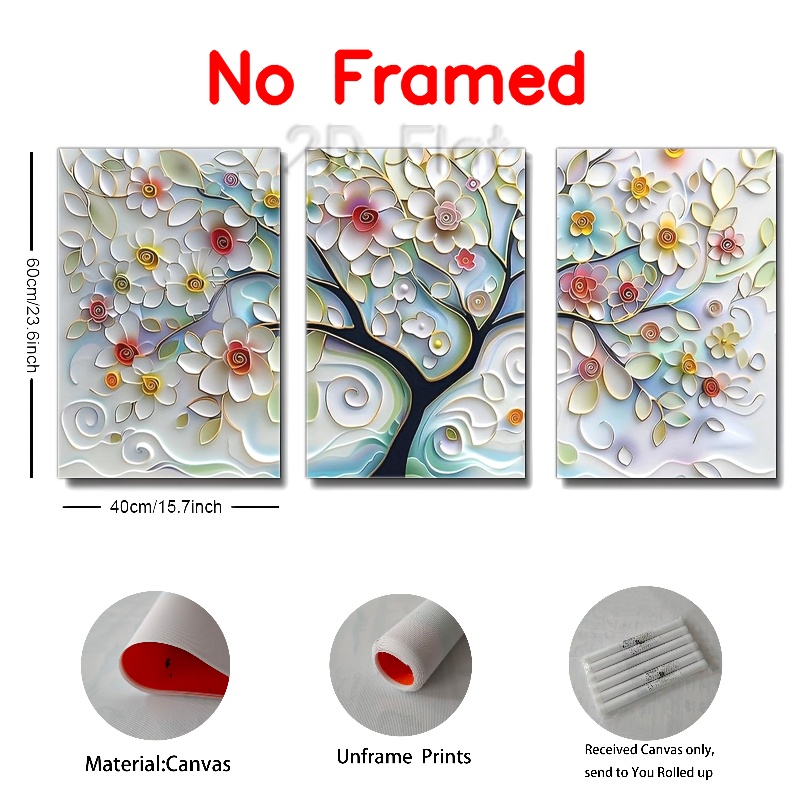 No Framed
2D Flat
60cm/23.6inch
40cm/15.7inch
Material:Canvas
Unframe Prints
Received Canvas only,
send to You Rolled up